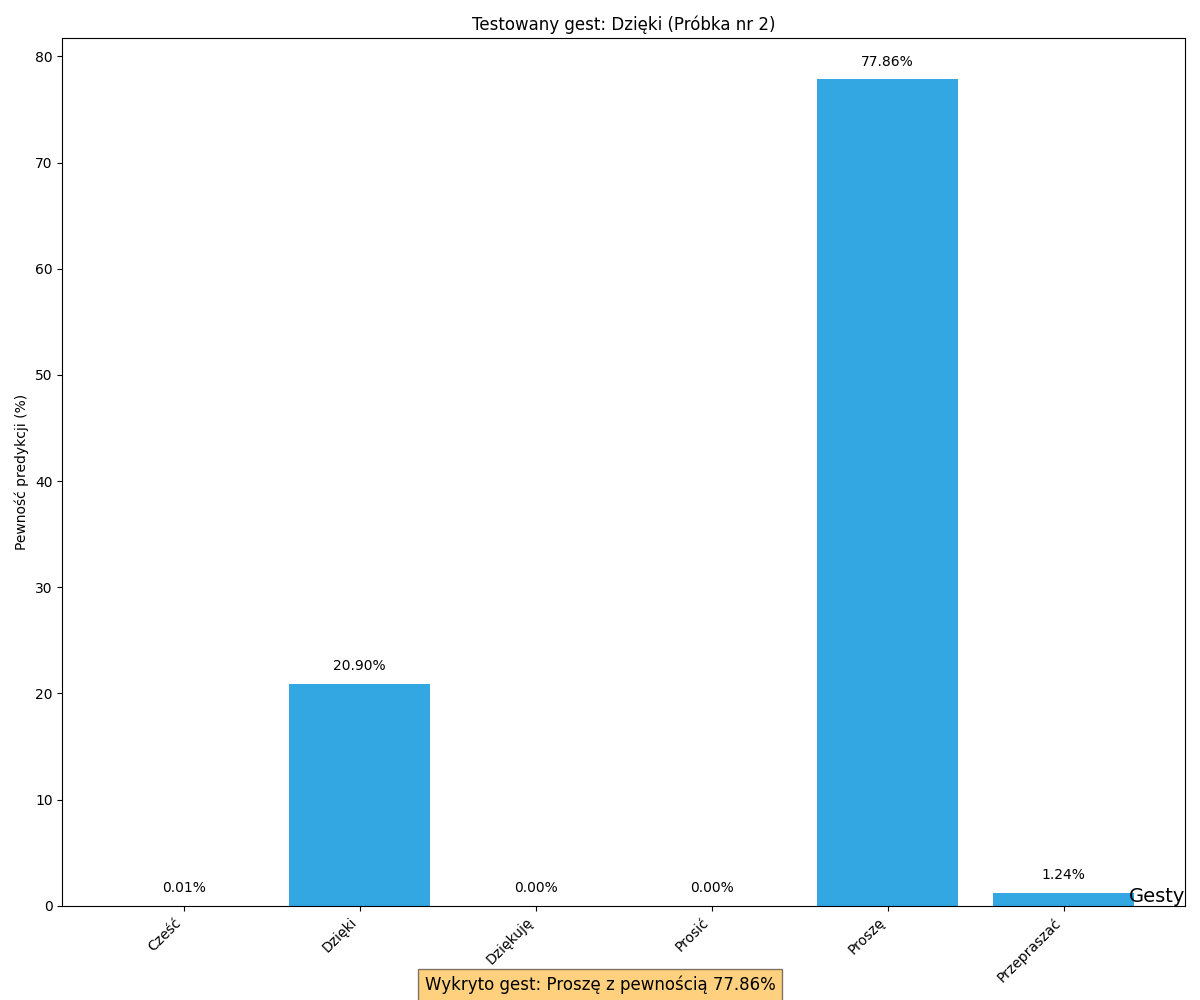 Testowany gest: Dzięki (Próbka nr 2)
Pewność predykcji (%)
80
70
60
50
40
30
20
10
0
0.01%
20.90%
0.00%
0.00%
77.86%
1.24%
Cześć
Dzięki
Dziękuję
Prosić
Proszę
Przepraszać
Gesty
Wykryto gest: Proszę z pewnością 77.86%